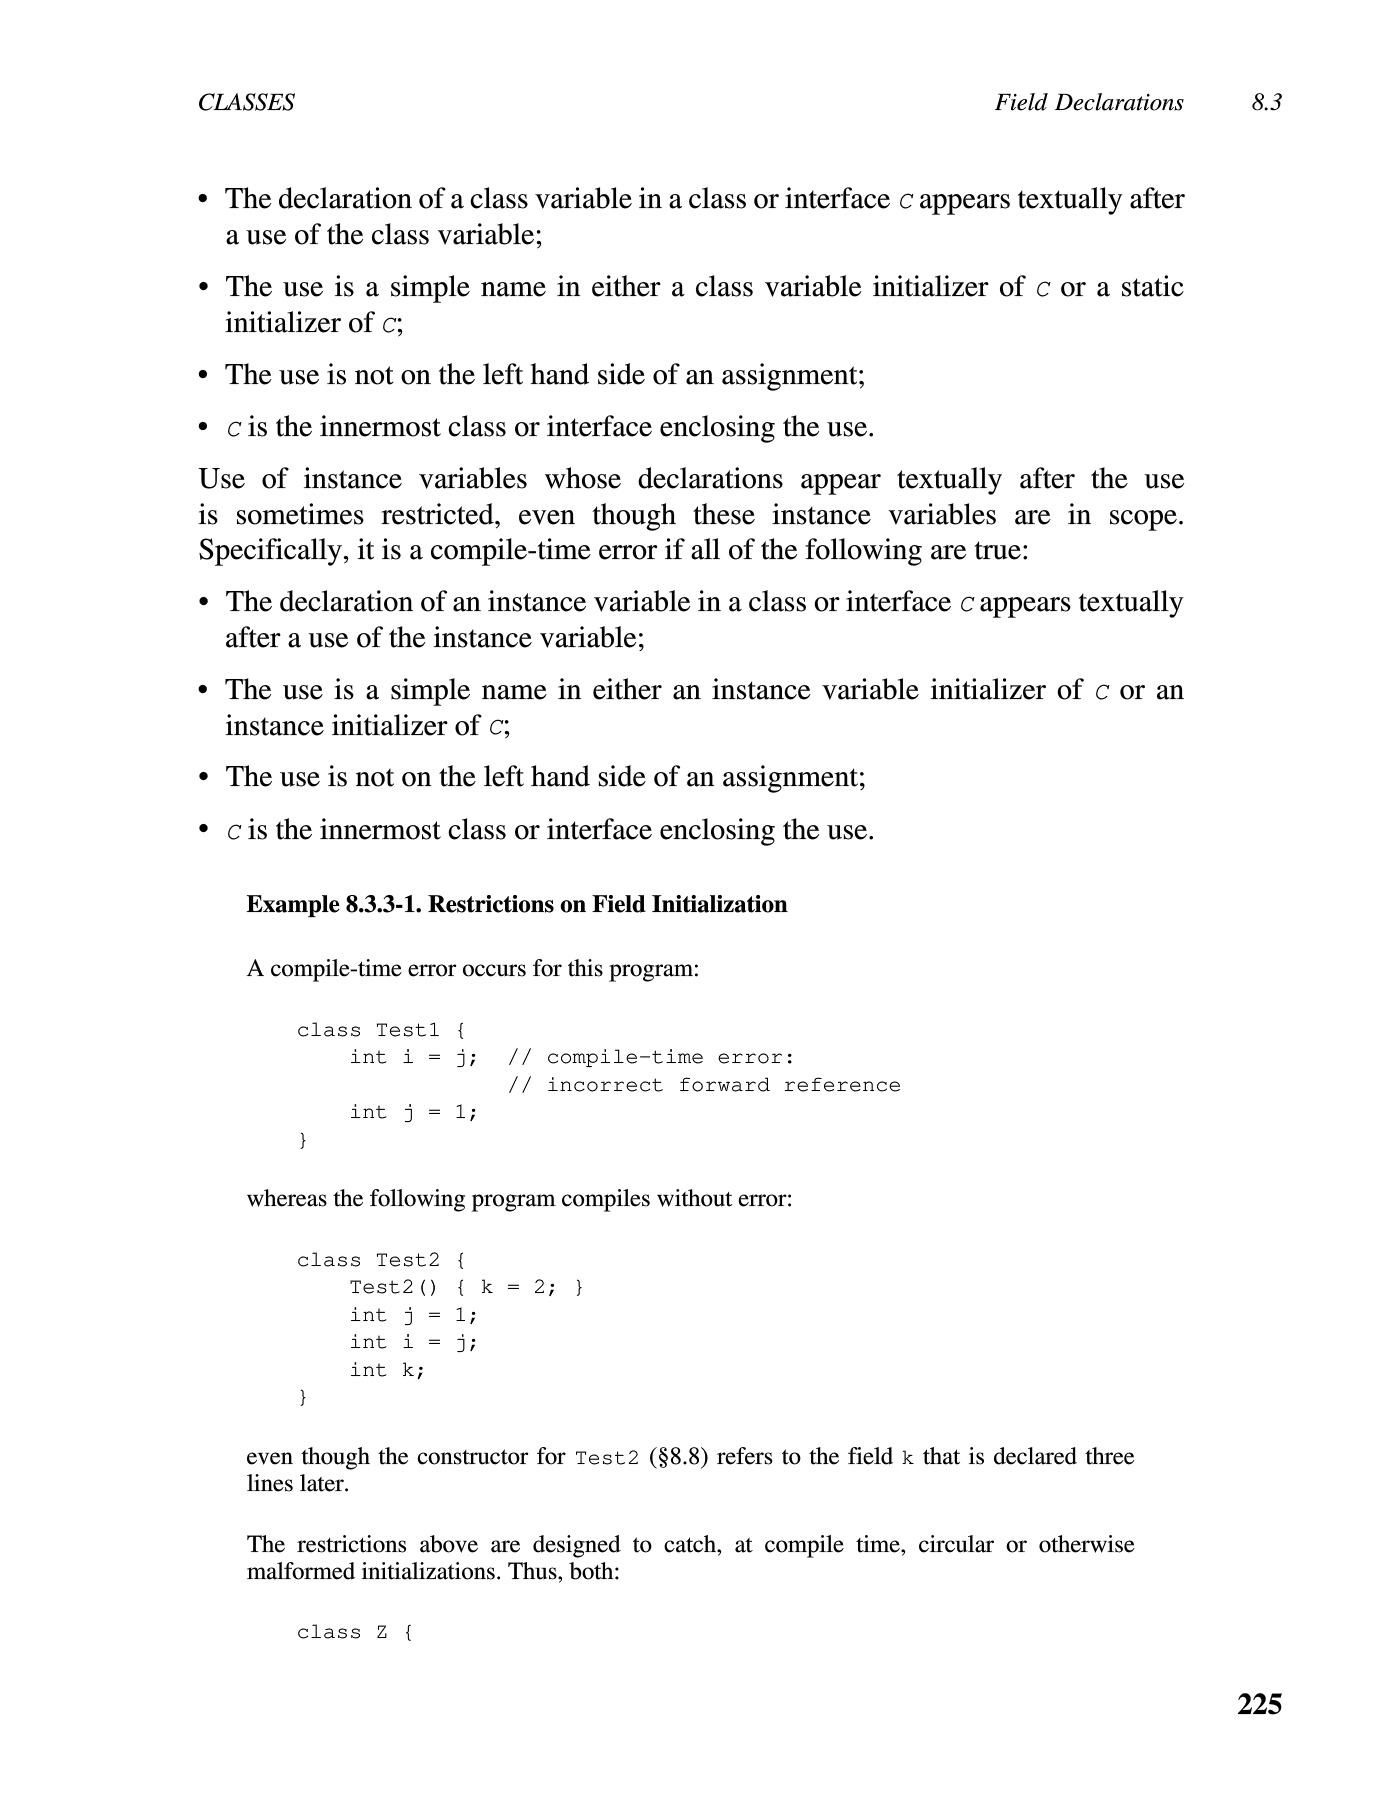 CLASSES Field Declarations 8.3
• The declaration of a class variable in a class or interface C appears textually after
a use of the class variable;
• The use is a simple name in either a class variable initializer of C or a static
initializer of C;
• The use is not on the left hand side of an assignment;
• C is the innermost class or interface enclosing the use.
Use of instance variables whose declarations appear textually after the use
is sometimes restricted, even though these instance variables are in scope.
Specifically, it is a compile-time error if all of the following are true:
• The declaration of an instance variable in a class or interface C appears textually
after a use of the instance variable;
• The use is a simple name in either an instance variable initializer of C or an
instance initializer of C;
• The use is not on the left hand side of an assignment;
• C is the innermost class or interface enclosing the use.
Example 8.3.3-1. Restrictions on Field Initialization
A compile-time error occurs for this program:
class Test1 {
    int i = j;  // compile-time error:
                // incorrect forward reference
    int j = 1;
}
whereas the following program compiles without error:
class Test2 {
    Test2() { k = 2; }
    int j = 1;
    int i = j;
    int k;
}
even though the constructor for Test2 (§8.8) refers to the field k that is declared three
lines later.
The restrictions above are designed to catch, at compile time, circular or otherwise
malformed initializations. Thus, both:
class Z {
225